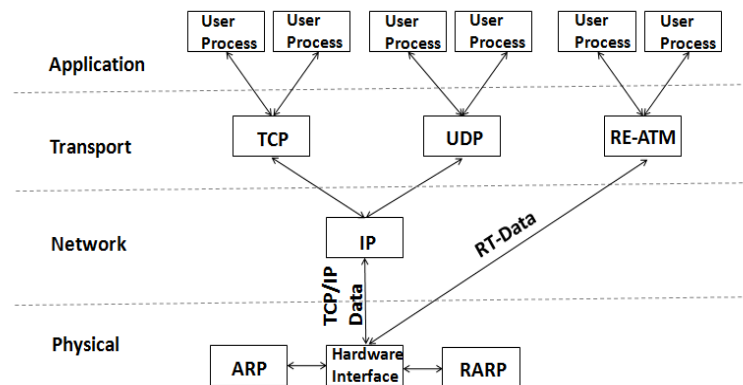 User
Process
User
Process
User
Process
User
Process
User
Process
User
Process
Application
Transport
TCP
UDP
RE-ATM
Network
IP
RT-Data
TCP/IP
Data
Physical
ARP
Hardware
Interface
RARP